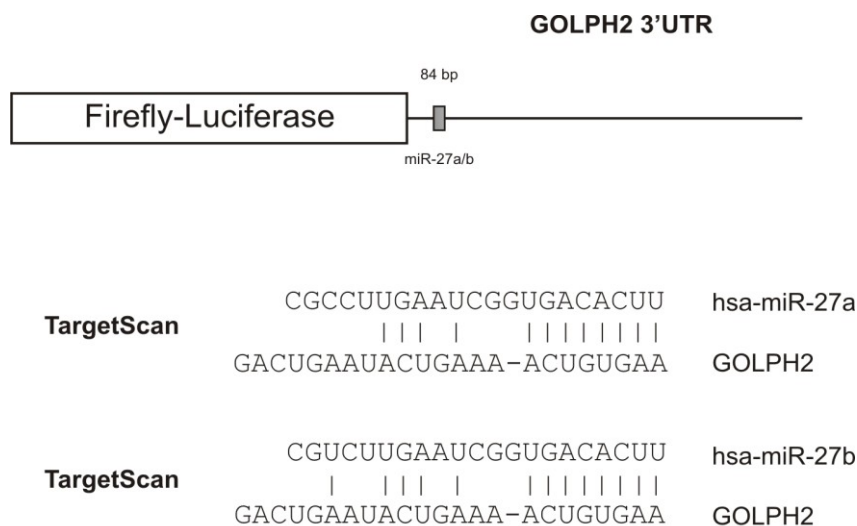 GOLPH2 3'UTR
84 bp
Firefly-Luciferase
miR-27a/b
CGCCUUGAAUCGGUGACACUU hsa-miR-27a
TargetScan
GACUGAAUACUGAAA-ACUGUGAA GOLPH2
CGUCUUGAAUCGGUGACACUU hsa-miR-27b
TargetScan
GACUGAAUACUGAAA-ACUGUGAA GOLPH2